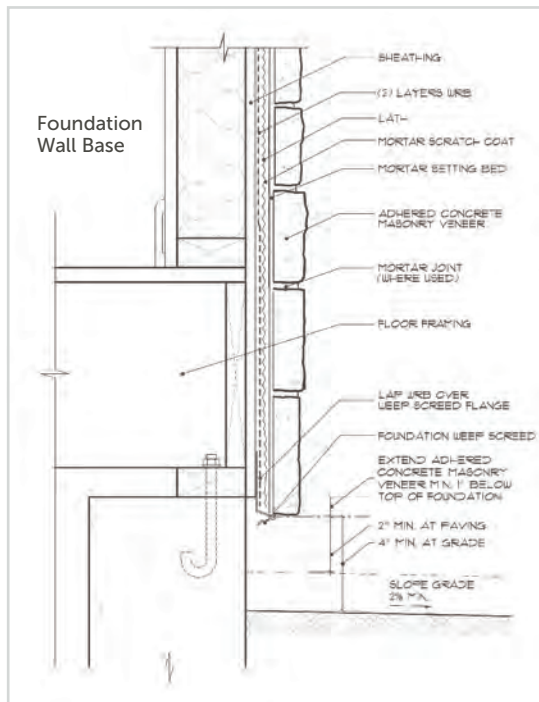 Foundation
Wall Base
SHEATHING
(2) LAYERS WRB
LATH
MORTAR SCRATCH COAT
MORTAR SETTING BED
ADHERED CONCRETE
MASONRY VENEER
MORTAR JOINT
(WHERE USED)
FLOOR FRAMING
LAP WRB OVER
WEEP SCREED FLANGE
FOUNDATION WEEP SCREED
EXTEND ADHERED
CONCRETE MASONRY
VENEER MIN. 1" BELOW
TOP OF FOUNDATION
2" MIN. AT PAVING
4" MIN. AT GRADE
SLOPE GRADE
2% MIN.